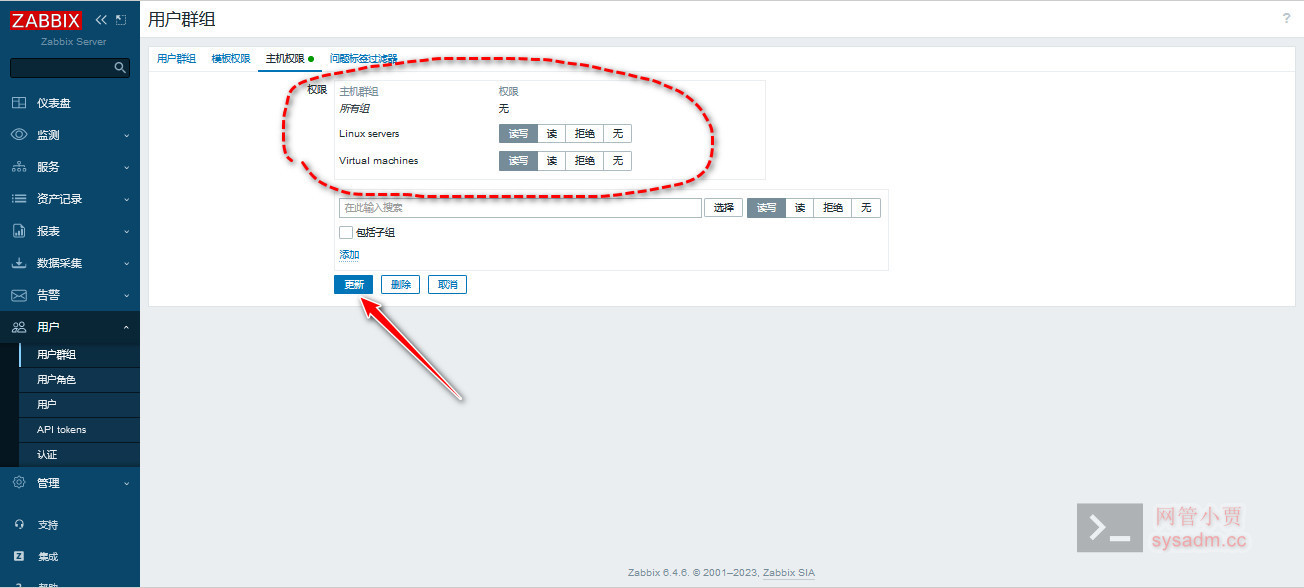 ZABBIX
用户群组
?
Zabbix Server
用户群组 模板权限 主机权限 问题标签过滤器
权限
主机群组 权限
所有组 无
Linux servers 读写 读 拒绝 无
Virtual machines 读写 读 拒绝 无
在此输入搜索 选择 读写 读 拒绝 无
包括子组
添加
更新 删除 取消
仪表盘
监测
服务
资产记录
报表
数据采集
告警
用户
用户群组
用户角色
用户
API tokens
认证
管理
支持
Z 集成
? 帮助
网管小贾
sysadm.cc
Zabbix 6.4.6. © 2001–2023, Zabbix SIA